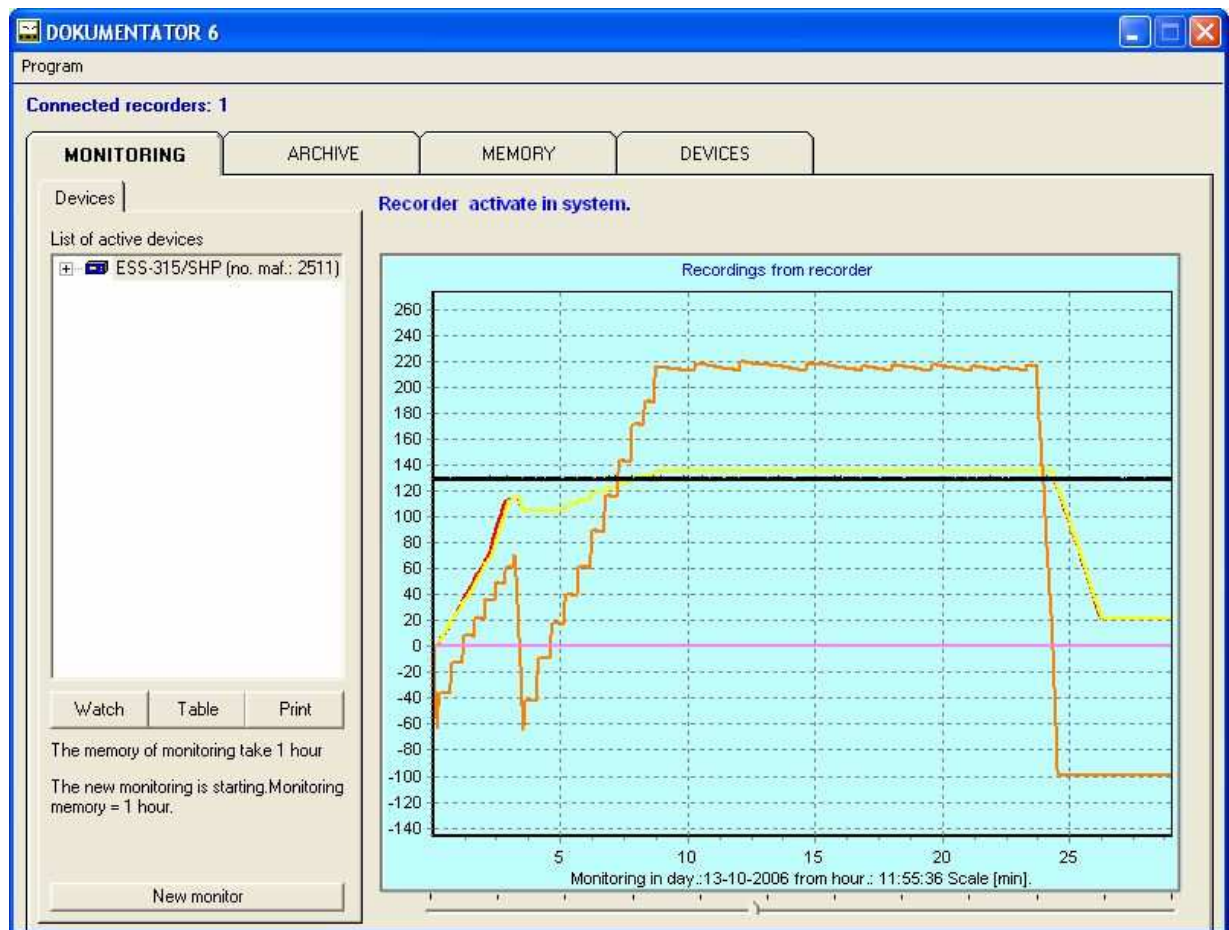 DOKUMENTATOR 6
Program
Connected recorders: 1
MONITORING
ARCHIVE
MEMORY
DEVICES
Devices
Recorder activate in system.
List of active devices
ESS-315/SHP (no. maf.: 2511)
Recordings from recorder
260
240
220
200
180
160
140
120
100
80
60
40
20
0
-20
-40
-60
-80
-100
-120
-140
5 10 15 20 25
Monitoring in day.:13-10-2006 from hour.: 11:55:36 Scale [min].
Watch
Table
Print
The memory of monitoring take 1 hour
The new monitoring is starting.Monitoring
memory = 1 hour.
New monitor